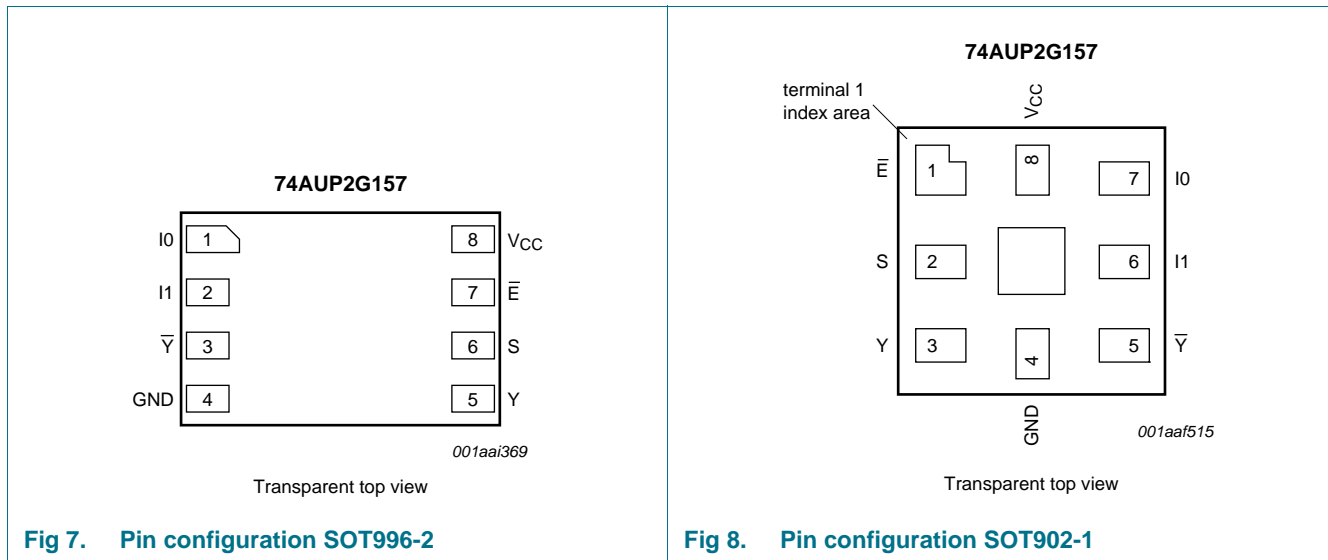 74AUP2G157
I0 1 8 VCC
I1 2 7 E̅
Y̅ 3 6 S
GND 4 5 Y
001aai369
Transparent top view
Fig 7. Pin configuration SOT996-2
74AUP2G157
terminal 1
index area
VCC
E̅ 1 8 7 I0
S 2 6 I1
Y 3 4 5 Y̅
GND
001aaf515
Transparent top view
Fig 8. Pin configuration SOT902-1